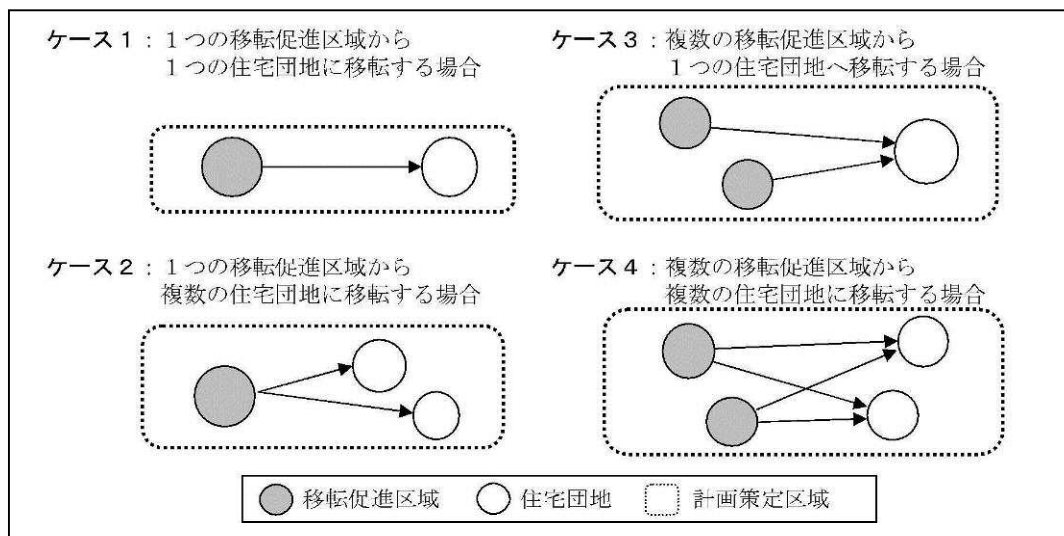 ケース1：1つの移転促進区域から
1つの住宅団地に移転する場合
ケース3：複数の移転促進区域から
1つの住宅団地へ移転する場合
ケース2：1つの移転促進区域から
複数の住宅団地に移転する場合
ケース4：複数の移転促進区域から
複数の住宅団地に移転する場合
移転促進区域 住宅団地 計画策定区域